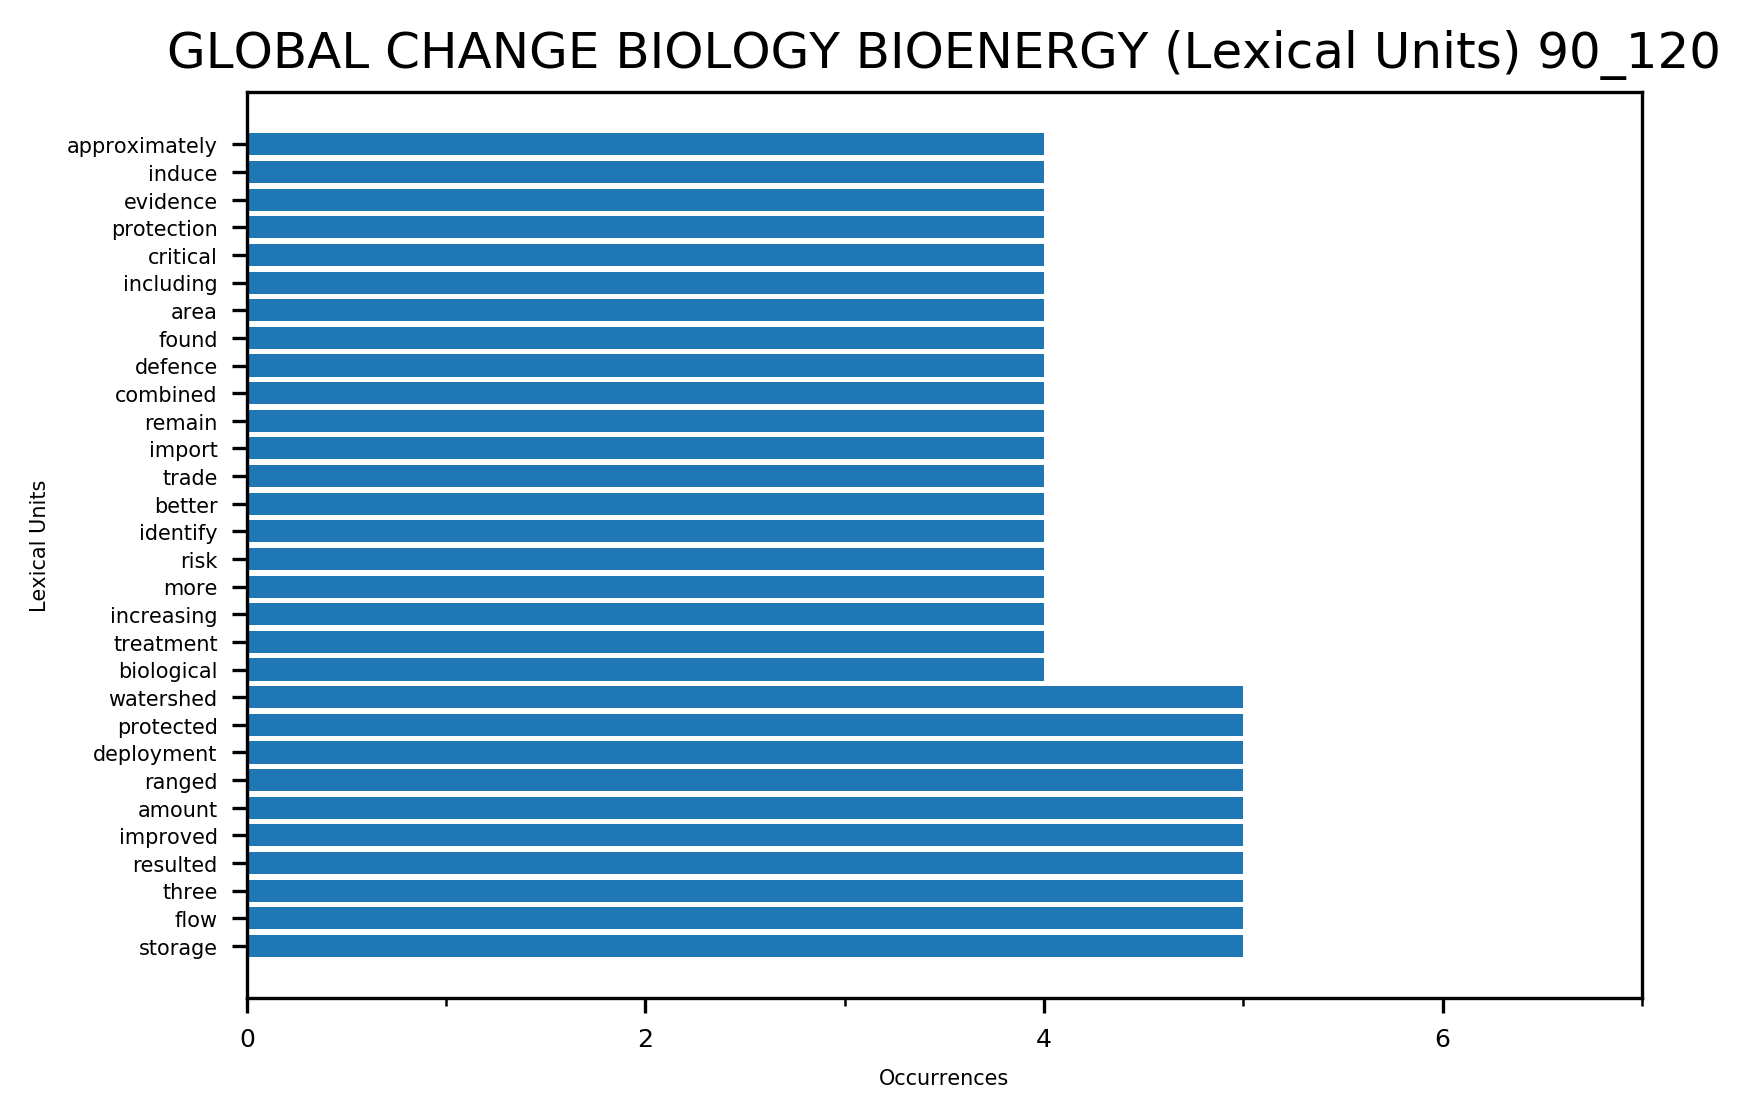 GLOBAL CHANGE BIOLOGY BIOENERGY (Lexical Units) 90_120
Lexical Units
approximately
induce
evidence
protection
critical
including
area
found
defence
combined
remain
import
trade
better
identify
risk
more
increasing
treatment
biological
watershed
protected
deployment
ranged
amount
improved
resulted
three
flow
storage
0 2 4 6
Occurrences